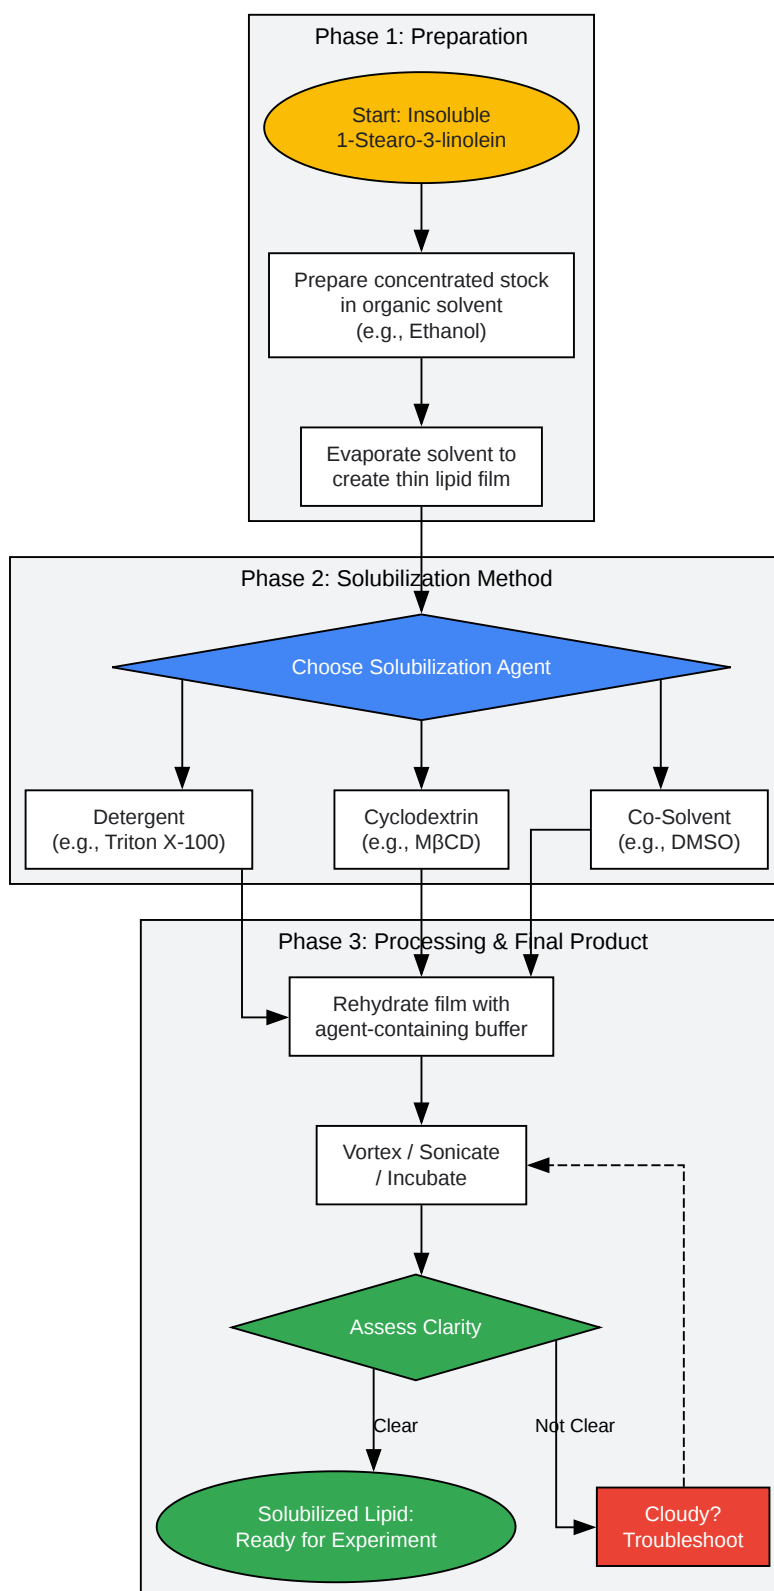 Phase 1: Preparation
Start: Insoluble
1-Stearo-3-linolein
Prepare concentrated stock
in organic solvent
(e.g., Ethanol)
Evaporate solvent to
create thin lipid film
Phase 2: Solubilization Method
Choose Solubilization Agent
Detergent
(e.g., Triton X-100)
Cyclodextrin
(e.g., MβCD)
Co-Solvent
(e.g., DMSO)
Phase 3: Processing & Final Product
Rehydrate film with
agent-containing buffer
Vortex / Sonicate
/ Incubate
Assess Clarity
Clear
Not Clear
Solubilized Lipid:
Ready for Experiment
Cloudy?
Troubleshoot